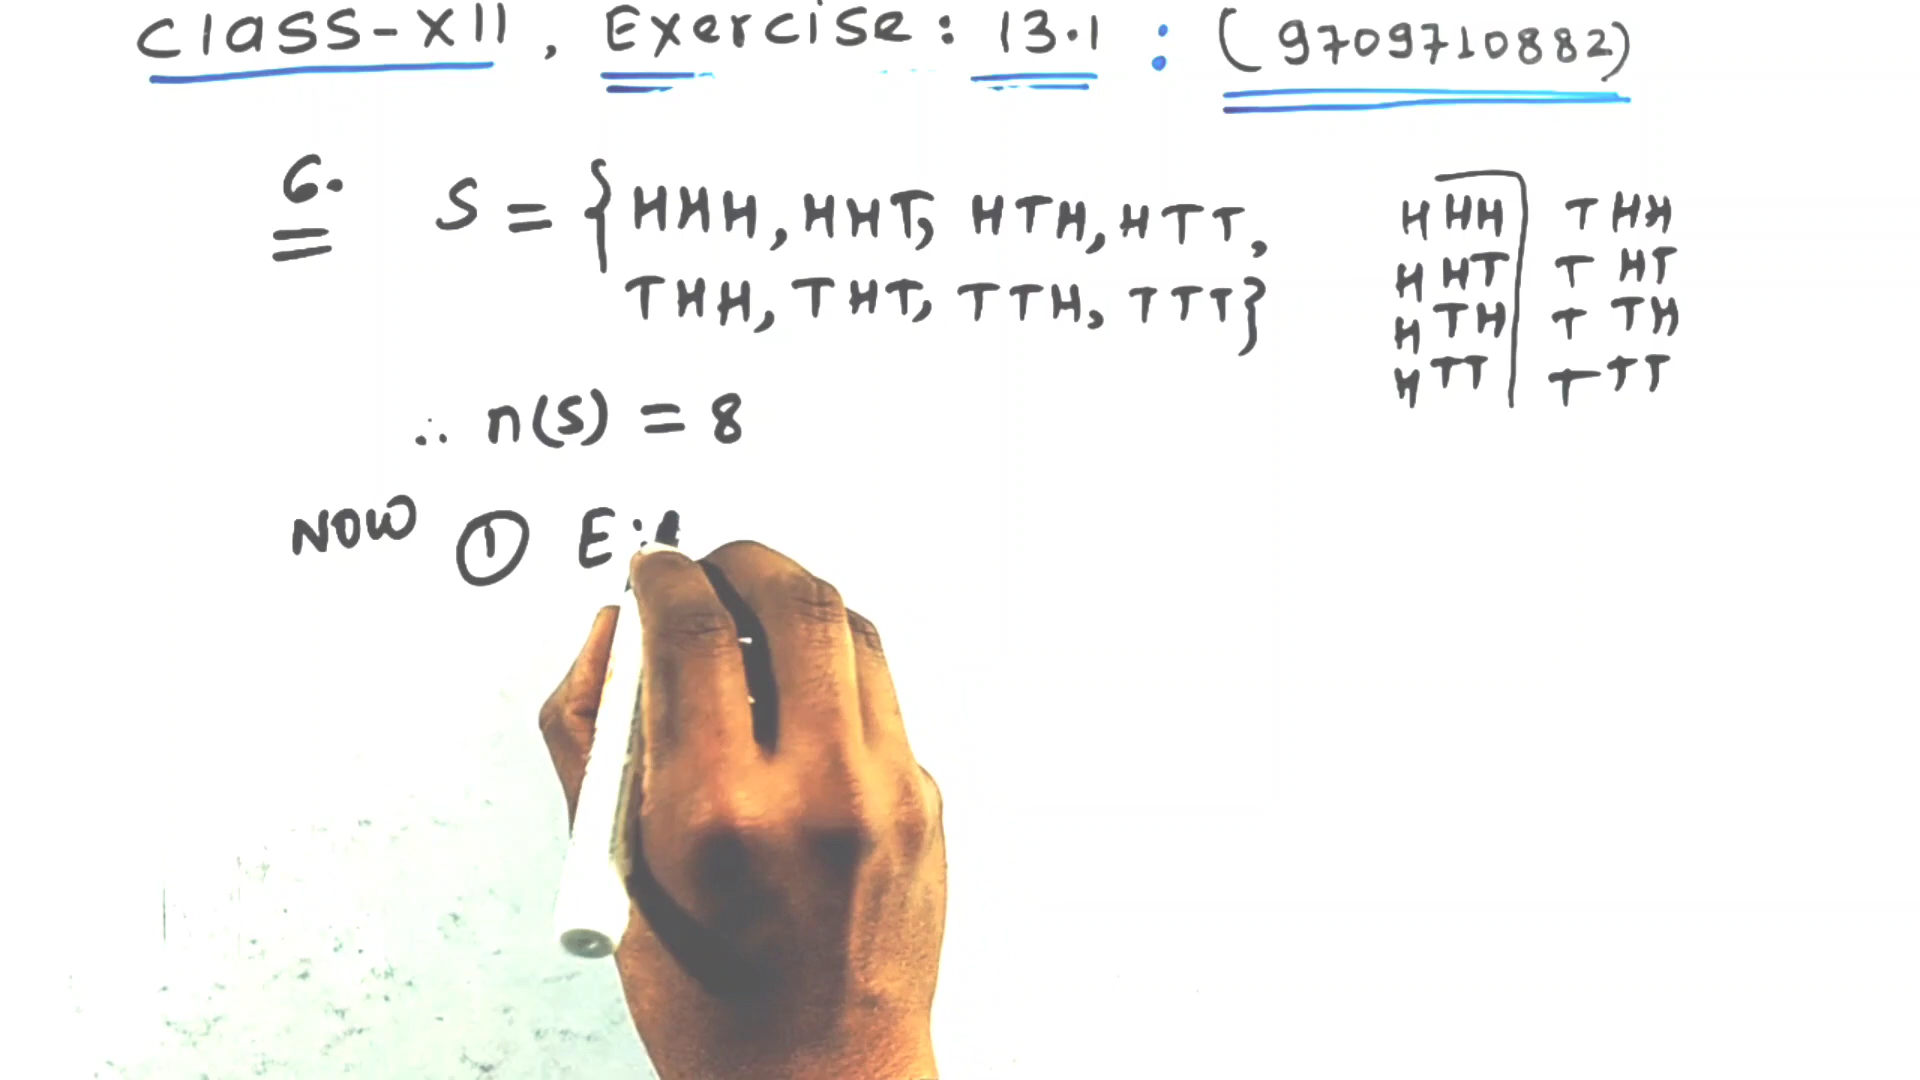 Class-XII, Exercise: 13.1 : (9709710882)
6. S = {HHH, HHT, HTH, HTT,
THH, THT, TTH, TTT}
∴ n(S) = 8
NOW ① E:
HHH THH
HHT THT
HTH TTH
HTT TTT